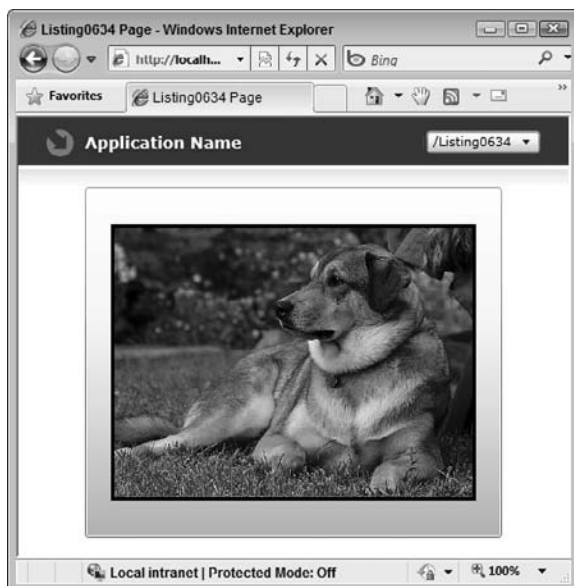 Listing0634 Page - Windows Internet Explorer
http://localh...
Bing
Favorites
Listing0634 Page
»
Application Name
/Listing0634
Local intranet | Protected Mode: Off
100%